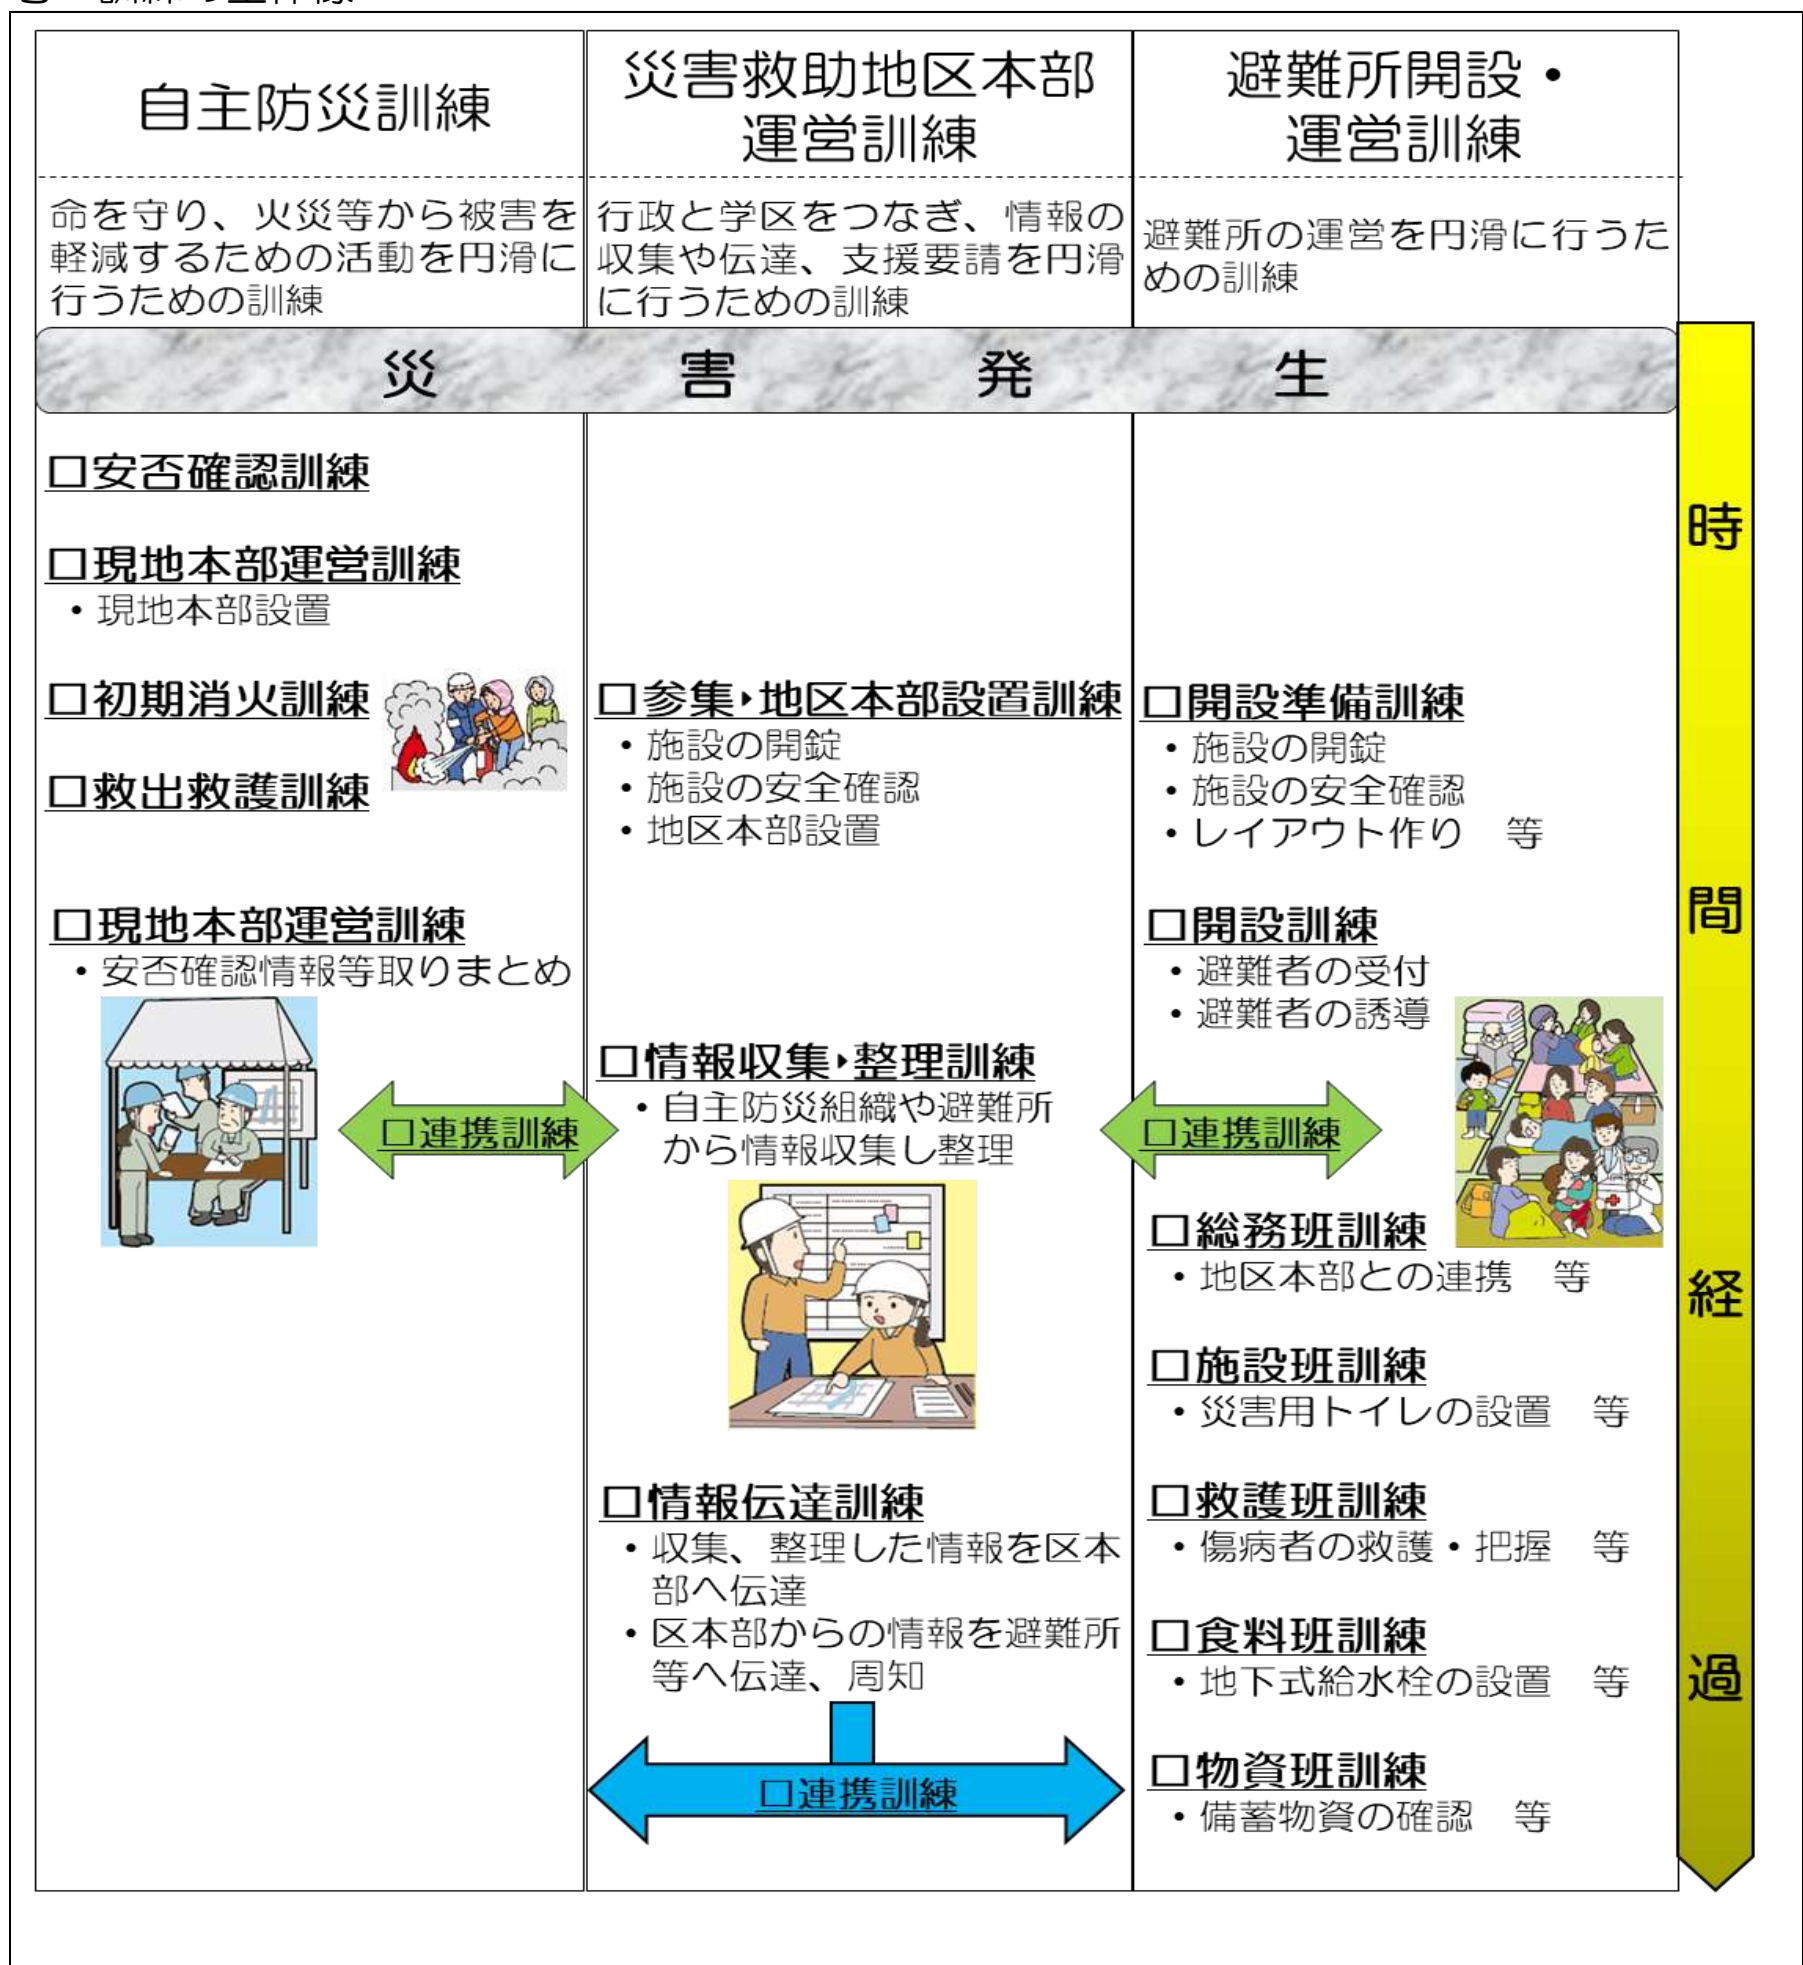 自主防災訓練
命を守り、火災等から被害を
軽減するための活動を円滑に
行うための訓練
災害救助地区本部
運営訓練
行政と学区をつなぎ、情報の
収集や伝達、支援要請を円滑
に行うための訓練
避難所開設・
運営訓練
避難所の運営を円滑に行うた
めの訓練
災害発生
時間経過
□安否確認訓練
□現地本部運営訓練
・現地本部設置
□初期消火訓練
□救出救護訓練
□現地本部運営訓練
・安否確認情報等取りまとめ
□連携訓練
□参集・地区本部設置訓練
・施設の開錠
・施設の安全確認
・地区本部設置
□情報収集・整理訓練
・自主防災組織や避難所
から情報収集し整理
□情報伝達訓練
・収集、整理した情報を区本
部へ伝達
・区本部からの情報を避難所
等へ伝達、周知
□連携訓練
□開設準備訓練
・施設の開錠
・施設の安全確認
・レイアウト作り　等
□開設訓練
・避難者の受付
・避難者の誘導
□連携訓練
□総務班訓練
・地区本部との連携　等
□施設班訓練
・災害用トイレの設置　等
□救護班訓練
・傷病者の救護・把握　等
□食料班訓練
・地下式給水栓の設置　等
□物資班訓練
・備蓄物資の確認　等